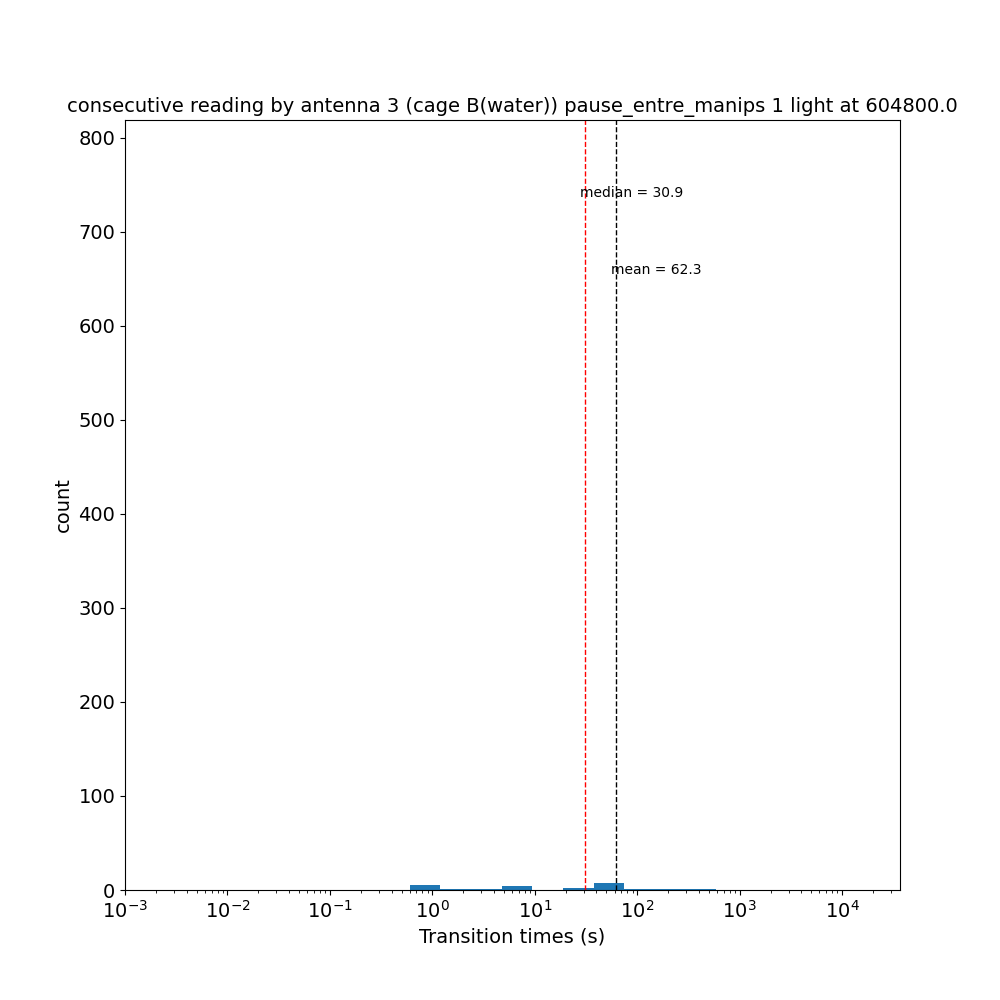 consecutive reading by antenna 3 (cage B(water)) pause_entre_manips 1 light at 604800.0
800
700
600
500
400
300
200
100
0
count
median = 30.9
mean = 62.3
10⁻³ 10⁻² 10⁻¹ 10⁰ 10¹ 10² 10³ 10⁴
Transition times (s)